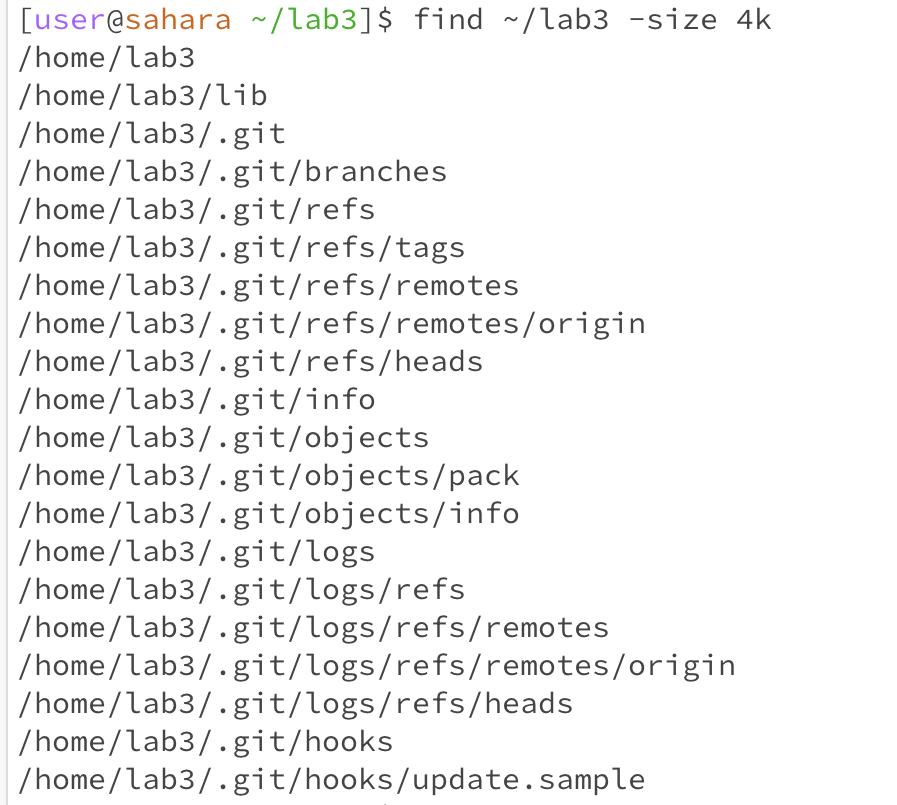 [user@sahara ~/lab3]$ find ~/lab3 -size 4k
/home/lab3
/home/lab3/lib
/home/lab3/.git
/home/lab3/.git/branches
/home/lab3/.git/refs
/home/lab3/.git/refs/tags
/home/lab3/.git/refs/remotes
/home/lab3/.git/refs/remotes/origin
/home/lab3/.git/refs/heads
/home/lab3/.git/info
/home/lab3/.git/objects
/home/lab3/.git/objects/pack
/home/lab3/.git/objects/info
/home/lab3/.git/logs
/home/lab3/.git/logs/refs
/home/lab3/.git/logs/refs/remotes
/home/lab3/.git/logs/refs/remotes/origin
/home/lab3/.git/logs/refs/heads
/home/lab3/.git/hooks
/home/lab3/.git/hooks/update.sample